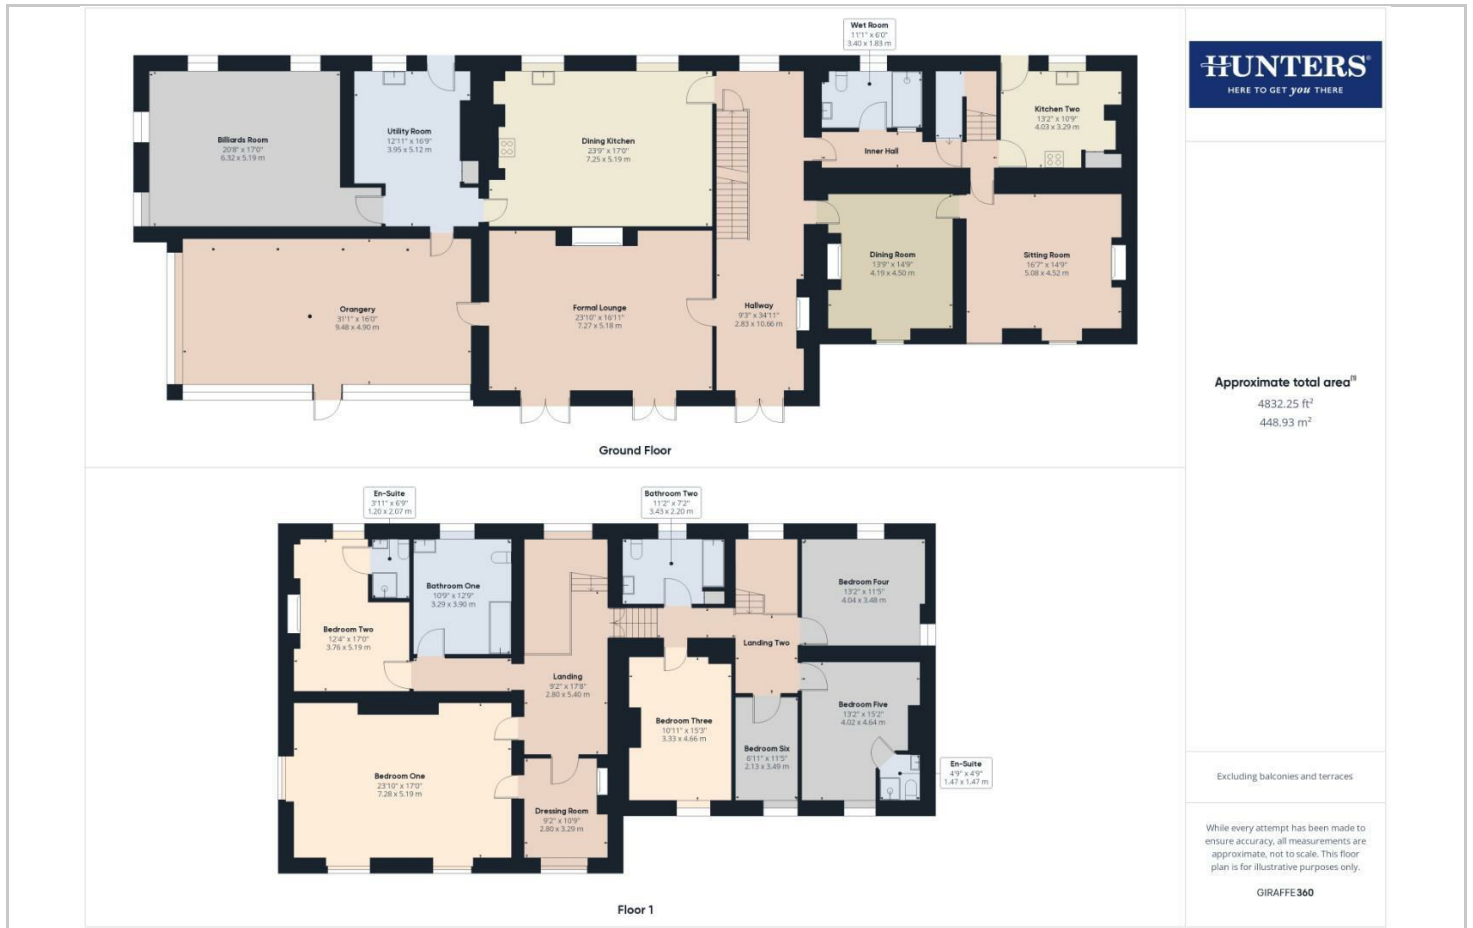 Wet Room
11'1" x 6'0"
3.40 x 1.83 m
Billiards Room
20'8" x 17'0"
6.32 x 5.19 m
Utility Room
12'11" x 16'9"
3.95 x 5.12 m
Dining Kitchen
23'9" x 17'0"
7.25 x 5.19 m
Inner Hall
Kitchen Two
13'2" x 10'9"
4.03 x 3.29 m
Orangery
31'1" x 16'0"
9.48 x 4.90 m
Formal Lounge
23'10" x 16'11"
7.27 x 5.18 m
Hallway
9'3" x 34'11"
2.83 x 10.66 m
Dining Room
13'9" x 14'9"
4.19 x 4.50 m
Sitting Room
16'7" x 14'9"
5.08 x 4.52 m
Ground Floor
En-Suite
3'11" x 6'9"
1.20 x 2.07 m
Bathroom Two
11'2" x 7'2"
3.43 x 2.20 m
Bathroom One
10'9" x 12'9"
3.29 x 3.90 m
Bedroom Two
12'4" x 17'0"
3.76 x 5.19 m
Landing
9'2" x 17'8"
2.80 x 5.40 m
Landing Two
Bedroom Four
13'2" x 11'5"
4.04 x 3.48 m
Bedroom One
23'10" x 17'0"
7.28 x 5.19 m
Dressing Room
9'2" x 10'9"
2.80 x 3.29 m
Bedroom Three
10'11" x 15'3"
3.33 x 4.66 m
Bedroom Six
6'11" x 11'5"
2.13 x 3.49 m
Bedroom Five
13'2" x 15'2"
4.02 x 4.64 m
En-Suite
4'9" x 4'9"
1.47 x 1.47 m
Floor 1
HUNTERS®
HERE TO GET you THERE
Approximate total area⁽¹⁾
4832.25 ft²
448.93 m²
Excluding balconies and terraces
While every attempt has been made to
ensure accuracy, all measurements are
approximate, not to scale. This floor
plan is for illustrative purposes only.
GIRAFFE360